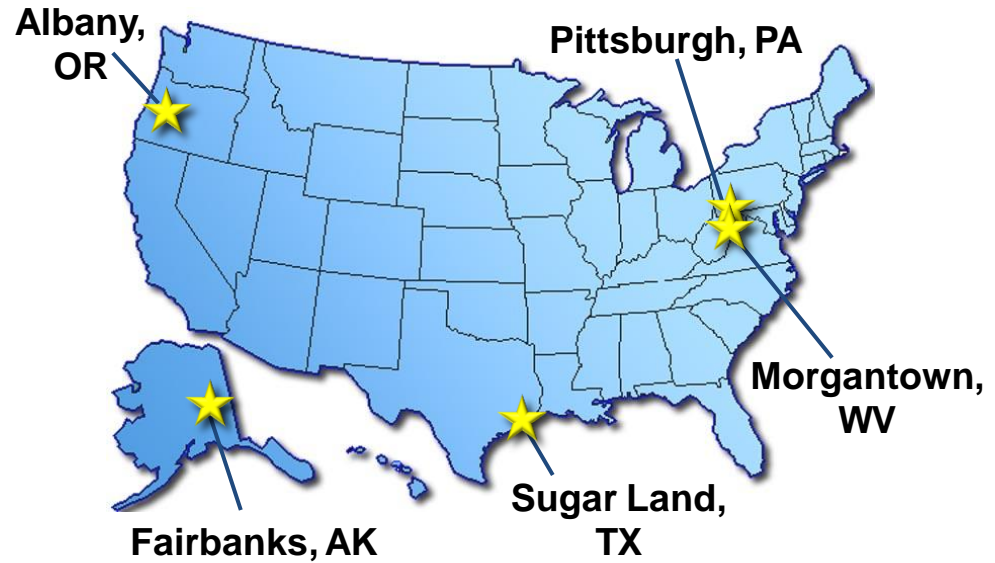 Albany,
OR
Pittsburgh, PA
Morgantown,
WV
Sugar Land,
TX
Fairbanks, AK